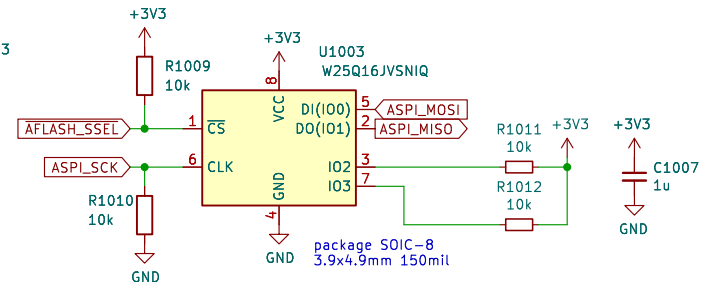 +3V3
3
R1009
10k
+3V3
U1003
W25Q16JVSNIQ
8
VCC
AFLASH_SSEL
1
CS
DI(IO0)
5
ASPI_MOSI
DO(IO1)
2
ASPI_MISO
ASPI_SCK
6
CLK
IO2
3
IO3
7
GND
4
GND
R1010
10k
GND
R1011
10k
R1012
10k
+3V3
+3V3
C1007
1u
GND
package SOIC-8
3.9x4.9mm 150mil